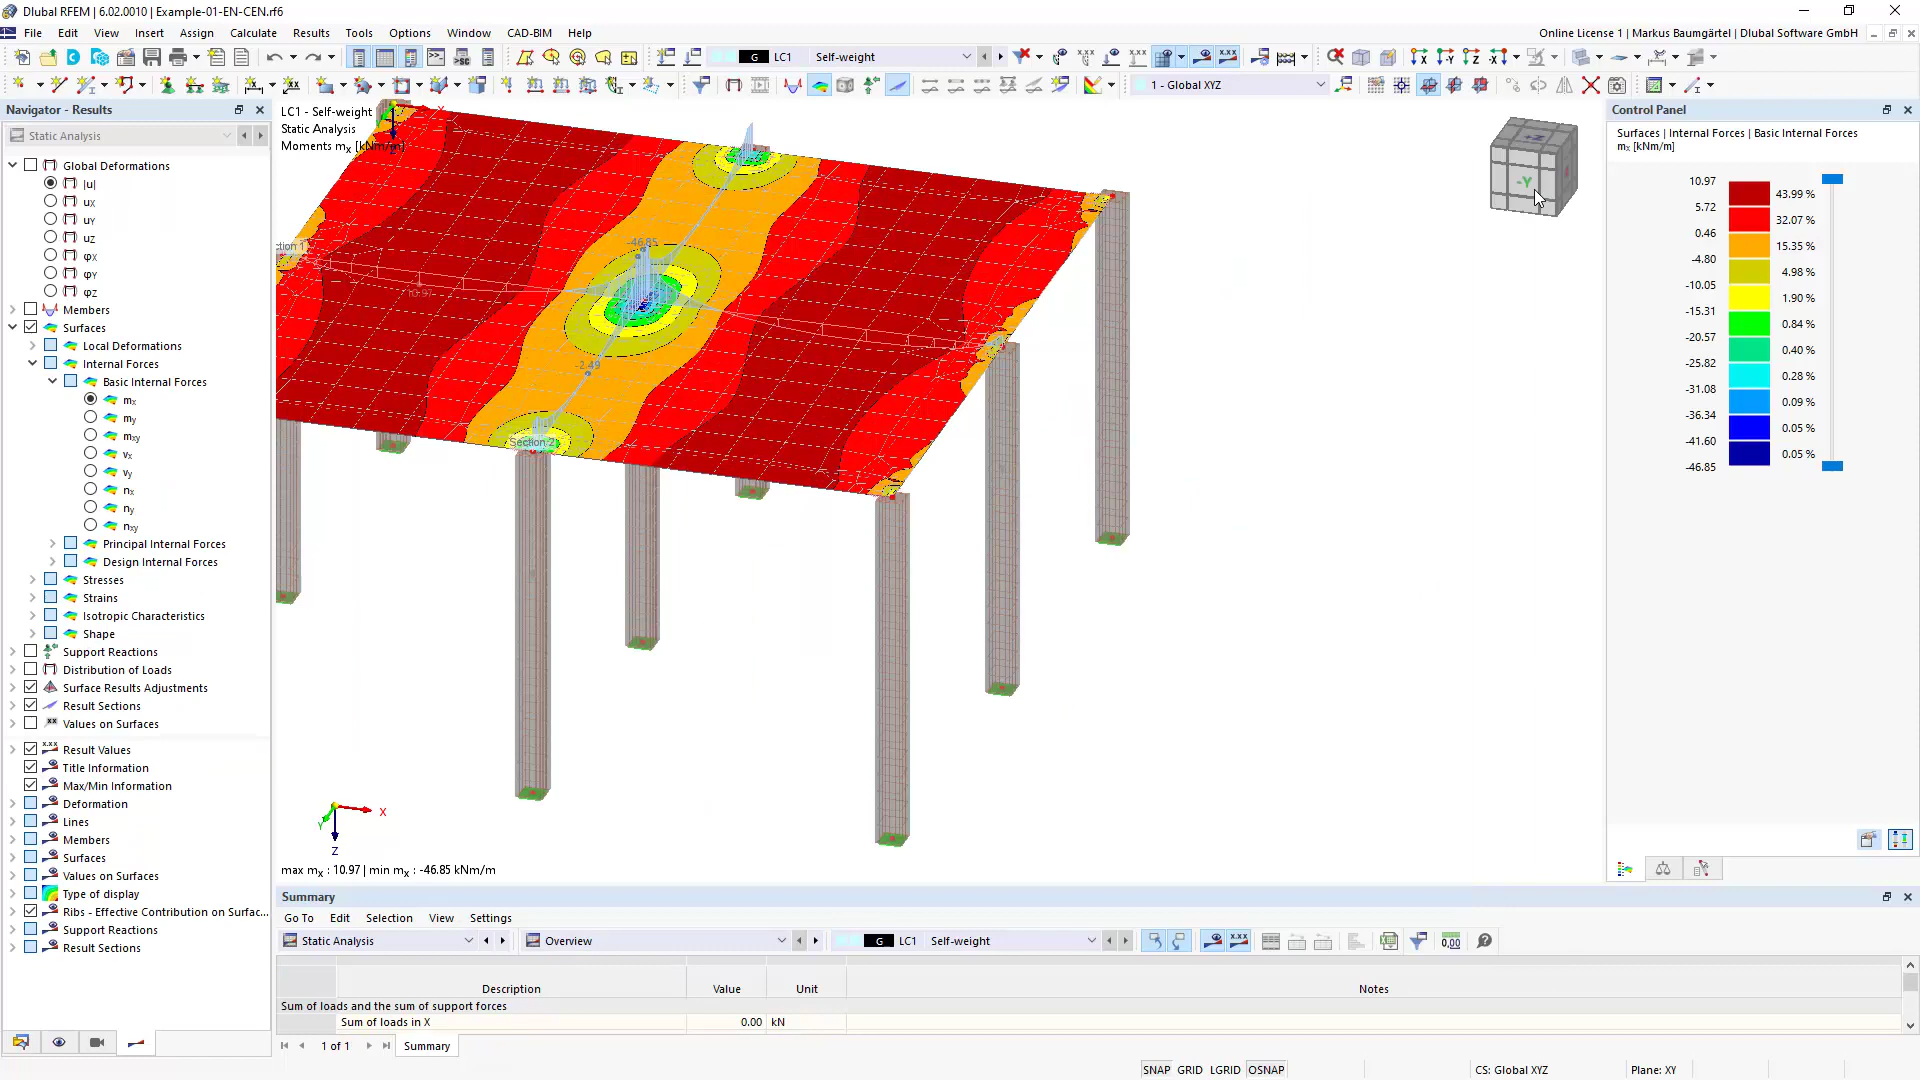 Dlubal RFEM | 6.02.0010 | Example-01-EN-CEN.rf6
File Edit View Insert Assign Calculate Results Tools Options Window CAD-BIM Help
Online License 1 | Markus Baumgärtel | Dlubal Software GmbH
G LC1 Self-weight
1 - Global XYZ
Navigator - Results
Static Analysis
Global Deformations
|u|
uX
uY
uZ
φX
φY
φZ
Members
Surfaces
Local Deformations
Internal Forces
Basic Internal Forces
mx
my
mxy
vx
vy
nx
ny
nxy
Principal Internal Forces
Design Internal Forces
Stresses
Strains
Isotropic Characteristics
Shape
Support Reactions
Distribution of Loads
Surface Results Adjustments
Result Sections
Values on Surfaces
Result Values
Title Information
Max/Min Information
Deformation
Lines
Members
Surfaces
Values on Surfaces
Type of display
Ribs - Effective Contribution on Surfac...
Support Reactions
Result Sections
LC1 - Self-weight
Static Analysis
Moments mx [kNm/m]
X
-46.85
ction 1
10.97
-2.49
Section 2
+Z
-Y
X
Y
Z
max mx : 10.97 | min mx : -46.85 kNm/m
Control Panel
Surfaces | Internal Forces | Basic Internal Forces
mx [kNm/m]
10.97
43.99 %
5.72
32.07 %
0.46
15.35 %
-4.80
4.98 %
-10.05
1.90 %
-15.31
0.84 %
-20.57
0.40 %
-25.82
0.28 %
-31.08
0.09 %
-36.34
0.05 %
-41.60
0.05 %
-46.85
Summary
Go To Edit Selection View Settings
Static Analysis Overview G LC1 Self-weight
Description Value Unit Notes
Sum of loads and the sum of support forces
Sum of loads in X 0.00 kN
1 of 1 Summary
SNAP GRID LGRID OSNAP CS: Global XYZ Plane: XY